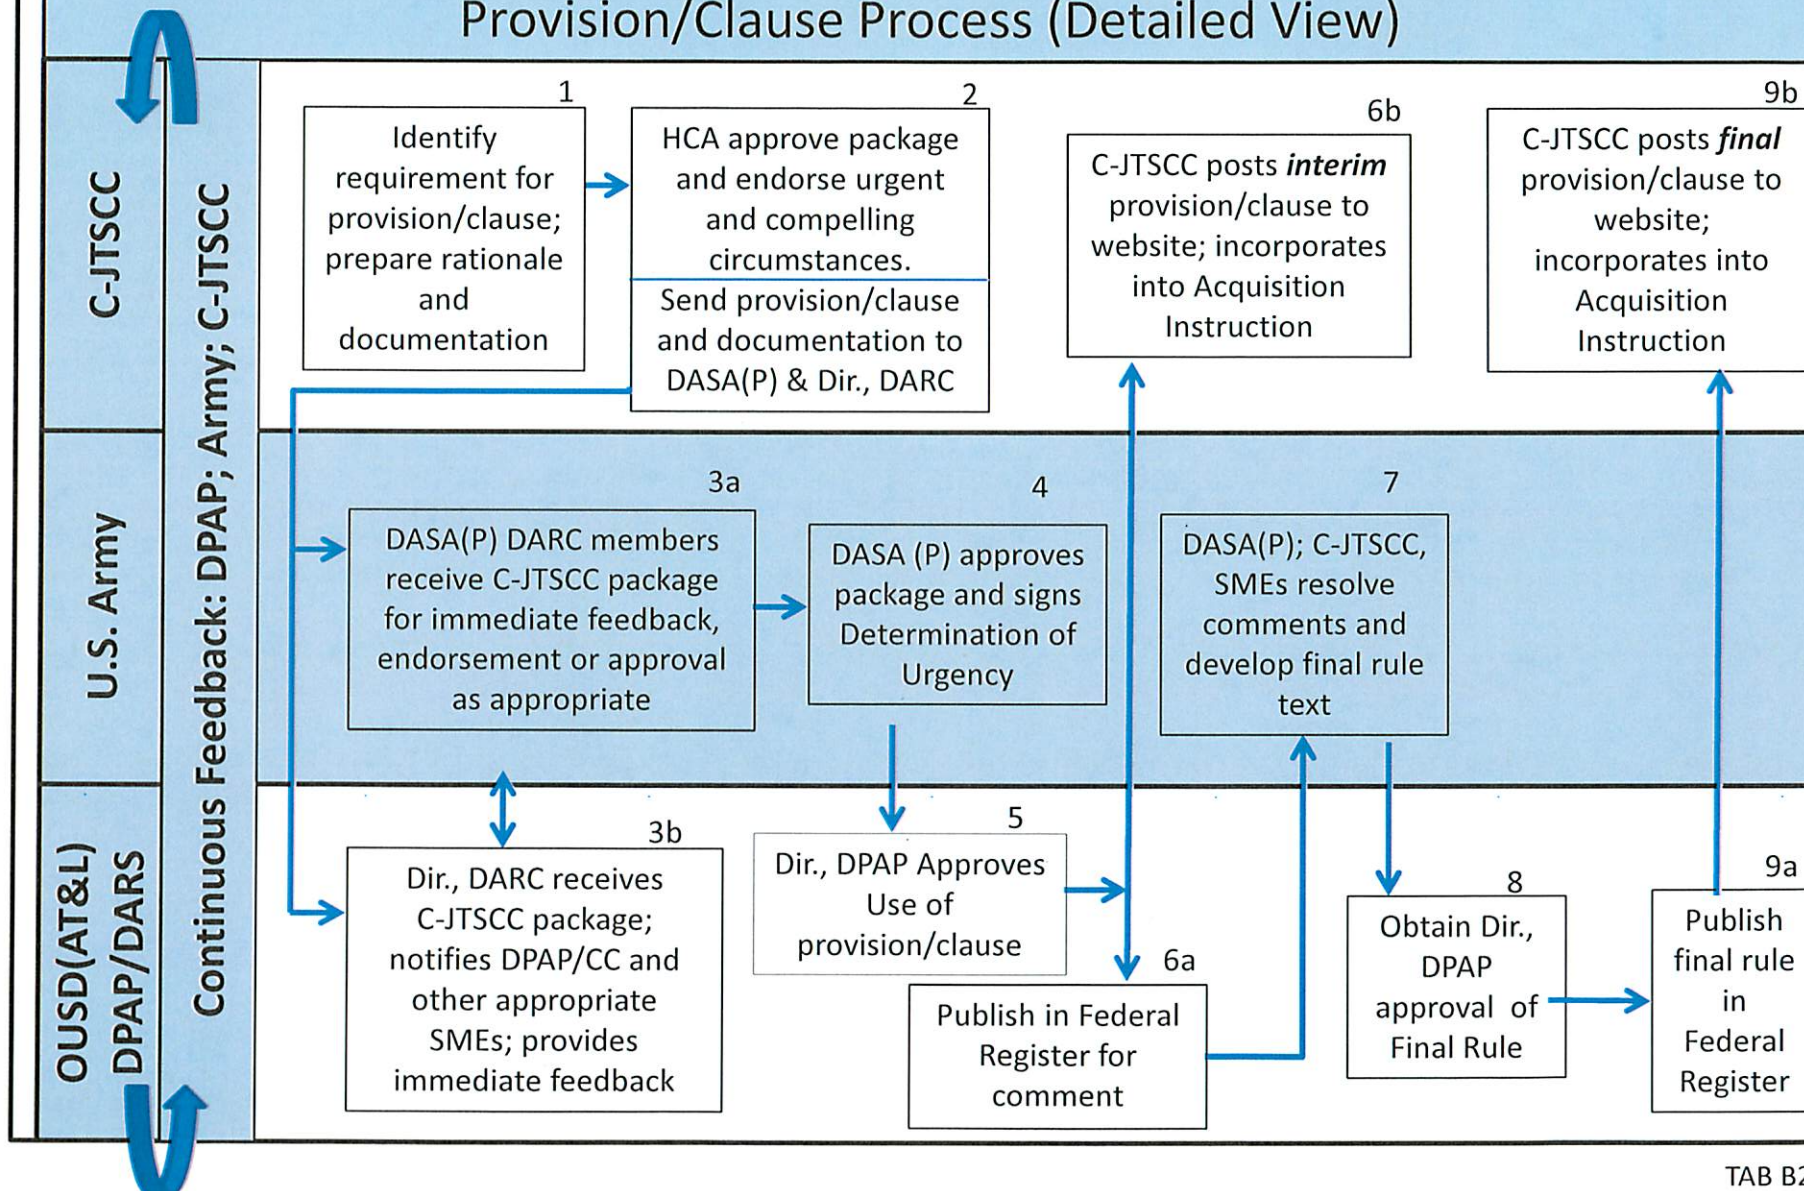 Provision/Clause Process (Detailed View)
C-JTSCC
U.S. Army
OUSD(AT&L)
DPAP/DARS
Continuous Feedback: DPAP; Army; C-JTSCC
1
Identify
requirement for
provision/clause;
prepare rationale
and
documentation
2
HCA approve package
and endorse urgent
and compelling
circumstances.
Send provision/clause
and documentation to
DASA(P) & Dir., DARC
6b
C-JTSCC posts interim
provision/clause to
website; incorporates
into Acquisition
Instruction
9b
C-JTSCC posts final
provision/clause to
website;
incorporates into
Acquisition
Instruction
3a
DASA(P) DARC members
receive C-JTSCC package
for immediate feedback,
endorsement or approval
as appropriate
4
DASA (P) approves
package and signs
Determination of
Urgency
7
DASA(P); C-JTSCC,
SMEs resolve
comments and
develop final rule
text
3b
Dir., DARC receives
C-JTSCC package;
notifies DPAP/CC and
other appropriate
SMEs; provides
immediate feedback
5
Dir., DPAP Approves
Use of
provision/clause
6a
Publish in Federal
Register for
comment
8
Obtain Dir.,
DPAP
approval of
Final Rule
9a
Publish
final rule
in
Federal
Register
TAB B2